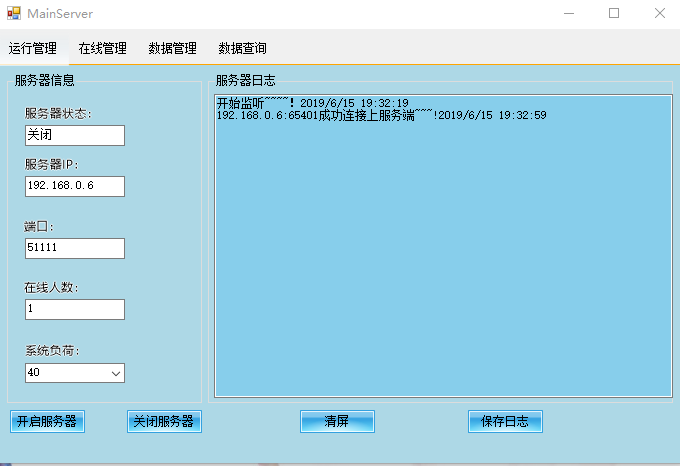 MainServer
运行管理 在线管理 数据管理 数据查询
服务器信息
服务器状态:
关闭
服务器IP:
192.168.0.6
端口:
51111
在线人数:
1
系统负荷:
40
服务器日志
开始监听~~~~! 2019/6/15 19:32:19
192.168.0.6:65401成功连接上服务端~~~!2019/6/15 19:32:59
开启服务器 关闭服务器 清屏 保存日志